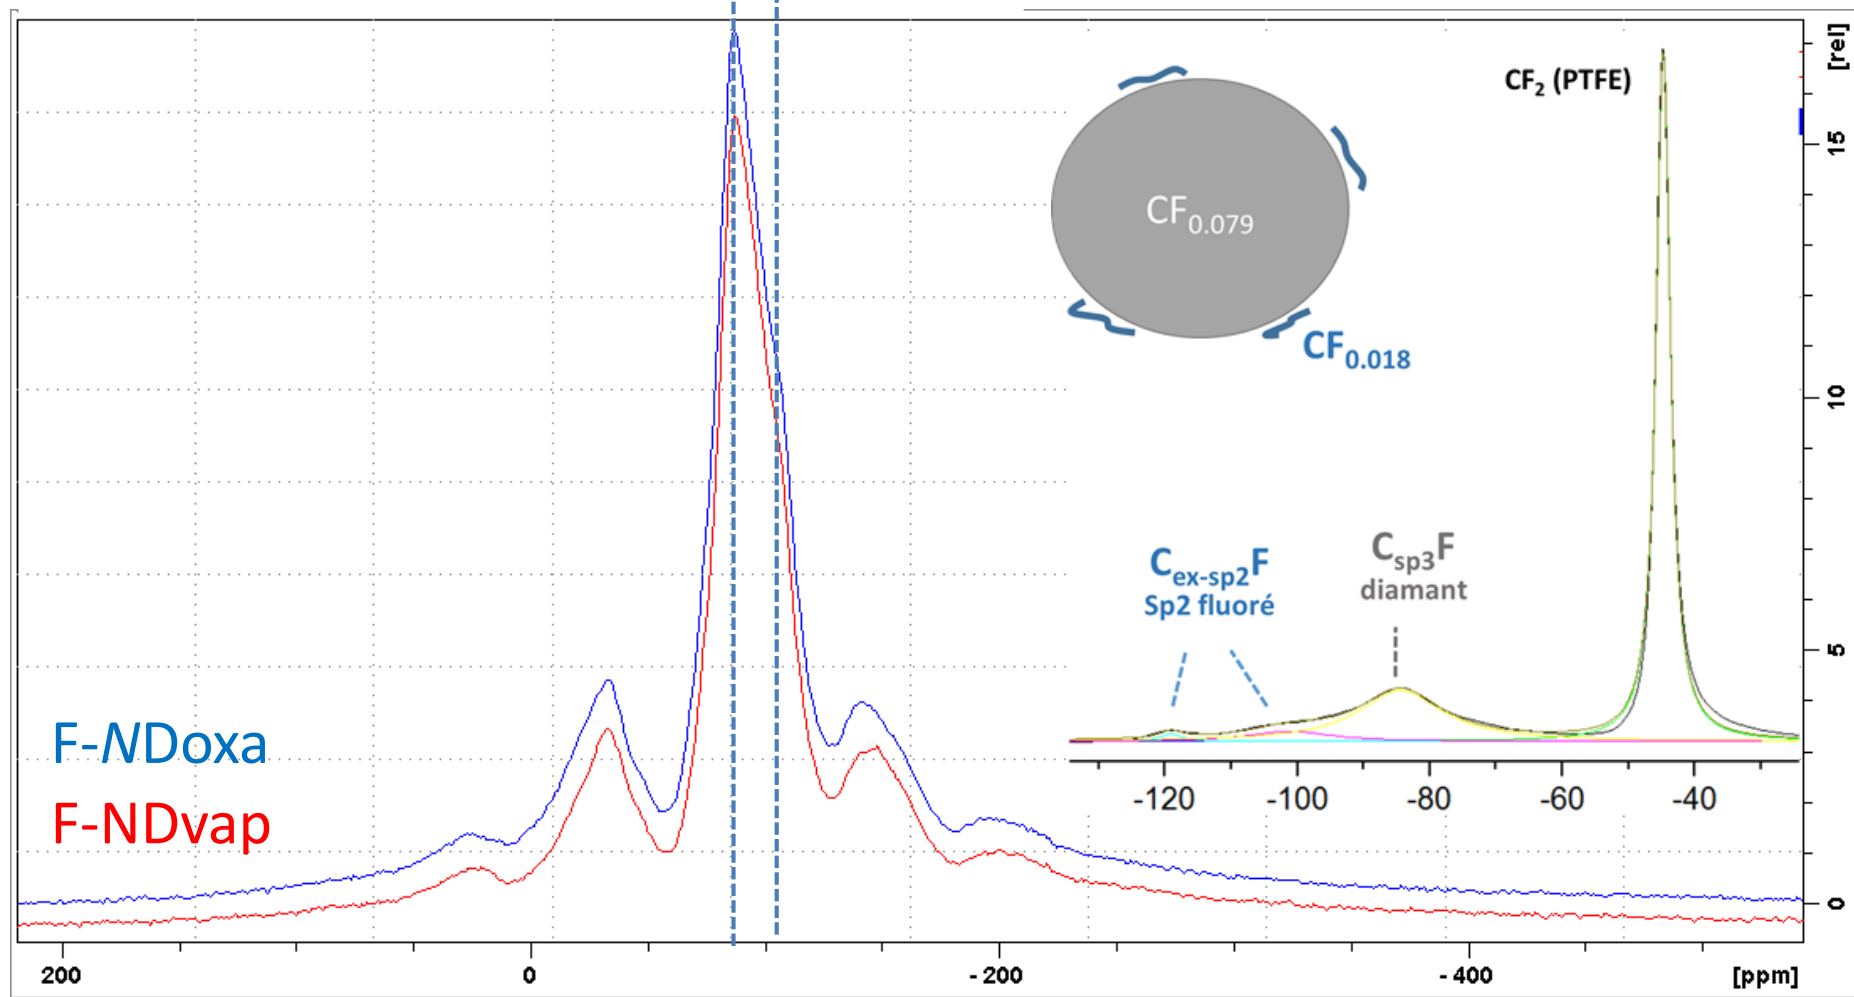 [rel]
CF2 (PTFE)
15
CF0.079
CF0.018
10
Cex-sp2F
Sp2 fluoré
Csp3F
diamant
5
F-NDoxa
F-NDvap
-120 -100 -80 -60 -40
0
200 0 - 200 - 400 [ppm]